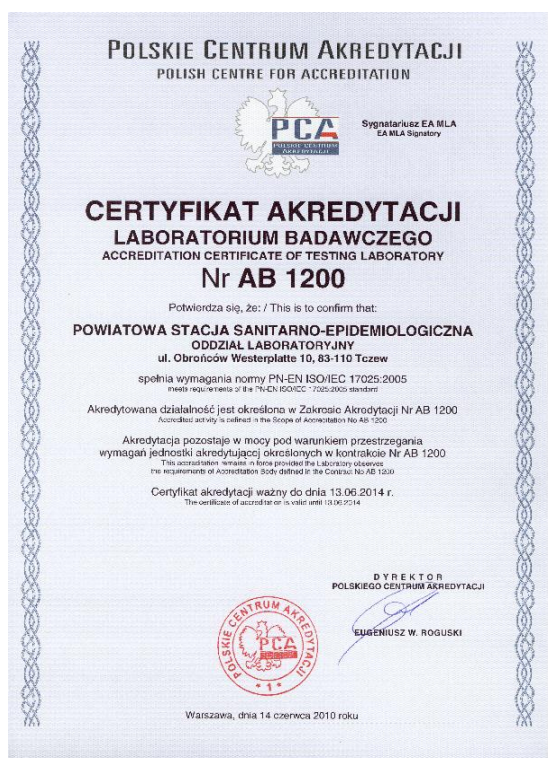 POLSKIE CENTRUM AKREDYTACJI
POLISH CENTRE FOR ACCREDITATION
PCA
POLSKIE CENTRUM
AKREDYTACJI
Sygnatariusz EA MLA
EA MLA Signatory
CERTYFIKAT AKREDYTACJI
LABORATORIUM BADAWCZEGO
ACCREDITATION CERTIFICATE OF TESTING LABORATORY
Nr AB 1200
Potwierdza się, że: / This is to confirm that:
POWIATOWA STACJA SANITARNO-EPIDEMIOLOGICZNA
ODDZIAŁ LABORATORYJNY
ul. Obrońców Westerplatte 10, 83-110 Tczew
spełnia wymagania normy PN-EN ISO/IEC 17025:2005
meets requirements of the PN-EN ISO/IEC 17025:2005 standard
Akredytowana działalność jest określona w Zakresie Akredytacji Nr AB 1200
Accredited activity is defined in the Scope of Accreditation No AB 1200
Akredytacja pozostaje w mocy pod warunkiem przestrzegania
wymagań jednostki akredytującej określonych w kontrakcie Nr AB 1200
This accreditation remains in force provided the Laboratory observes
the requirements of Accreditation Body defined in the Contract No AB 1200
Certyfikat akredytacji ważny do dnia 13.06.2014 r.
The certificate of accreditation is valid until 13.06.2014
DYREKTOR
POLSKIEGO CENTRUM AKREDYTACJI
EUGENIUSZ W. ROGUSKI
POLSKIE CENTRUM AKREDYTACJI
PCA
* 1 *
Warszawa, dnia 14 czerwca 2010 roku